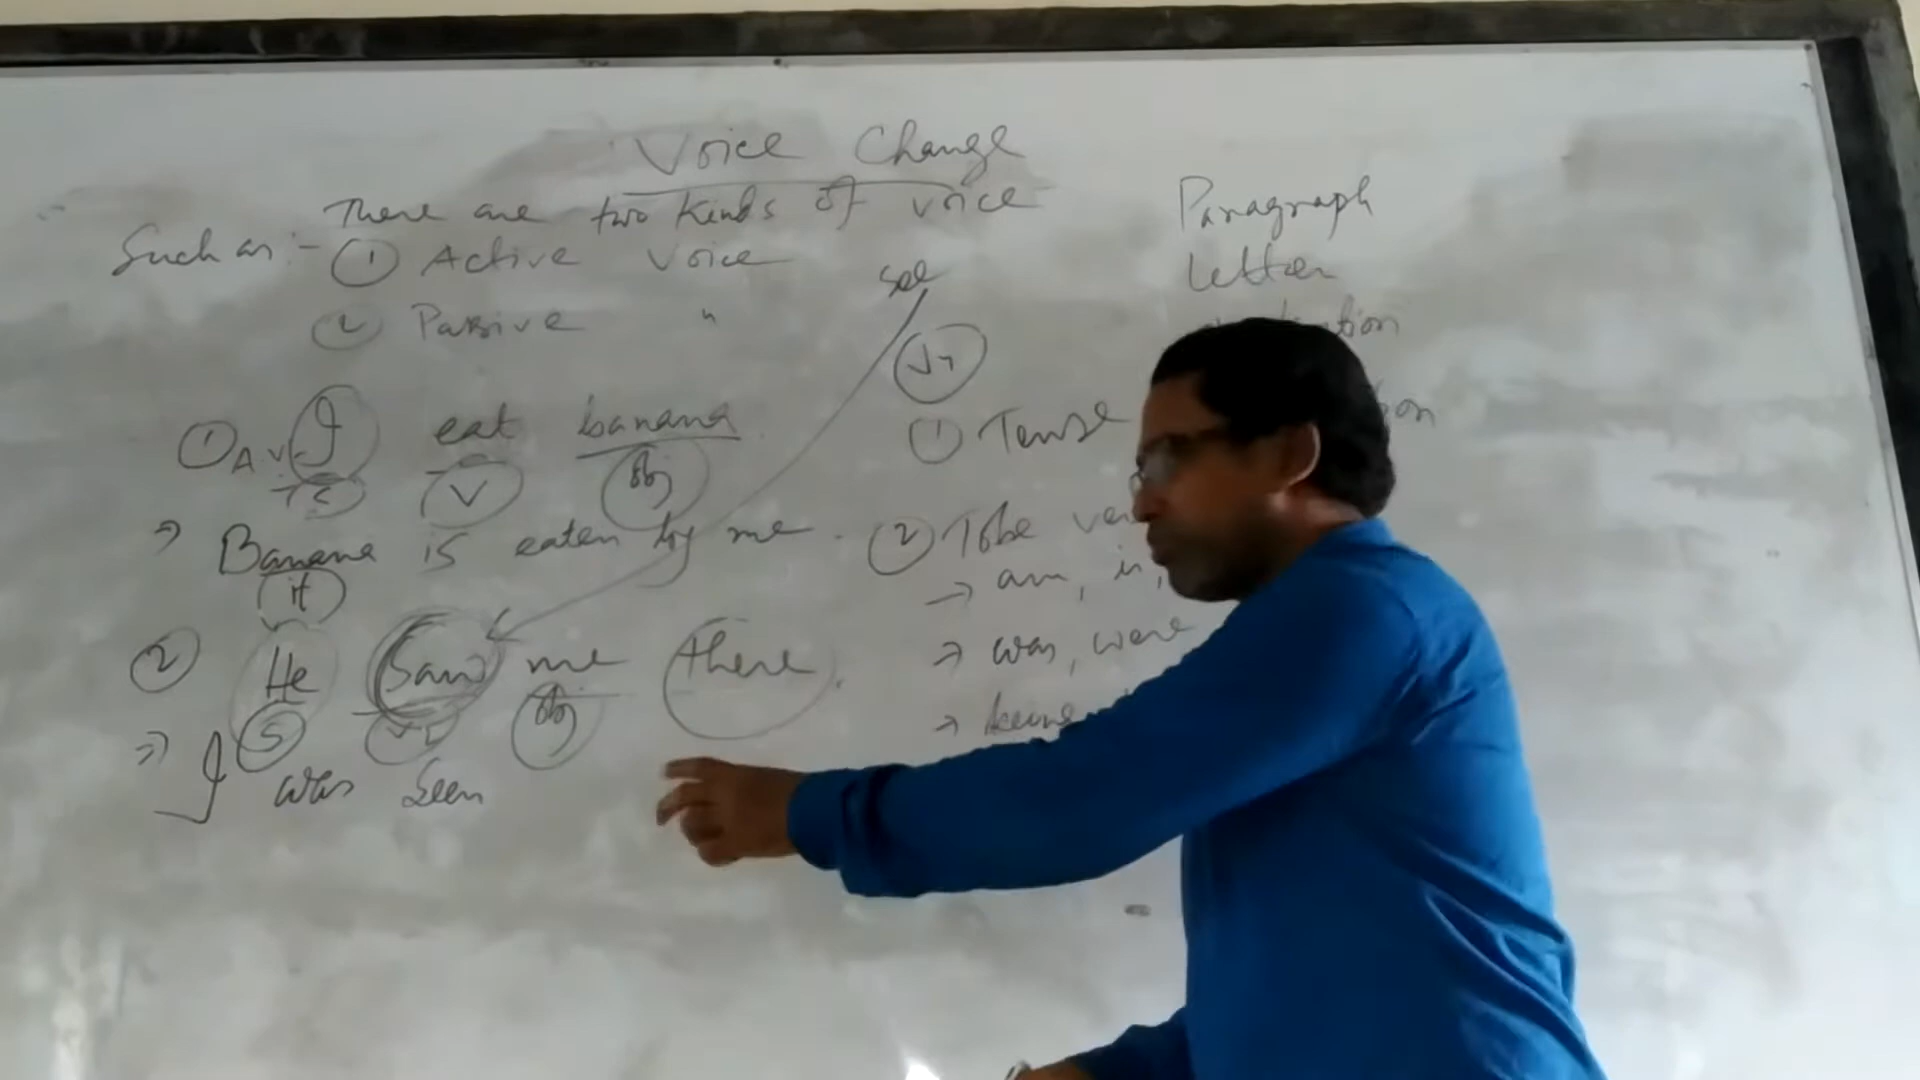 Voice Change
There are two kinds of voice
Such as :- ① Active voice
② Passive "
① A.v. I eat banana
S V Obj
⇒ Banana is eaten by me.
it
② He saw me there.
S Obj
⇒ I was seen
see
① Tense
② Tobe
→ am, is,
→ was, were
Paragraph
Letter